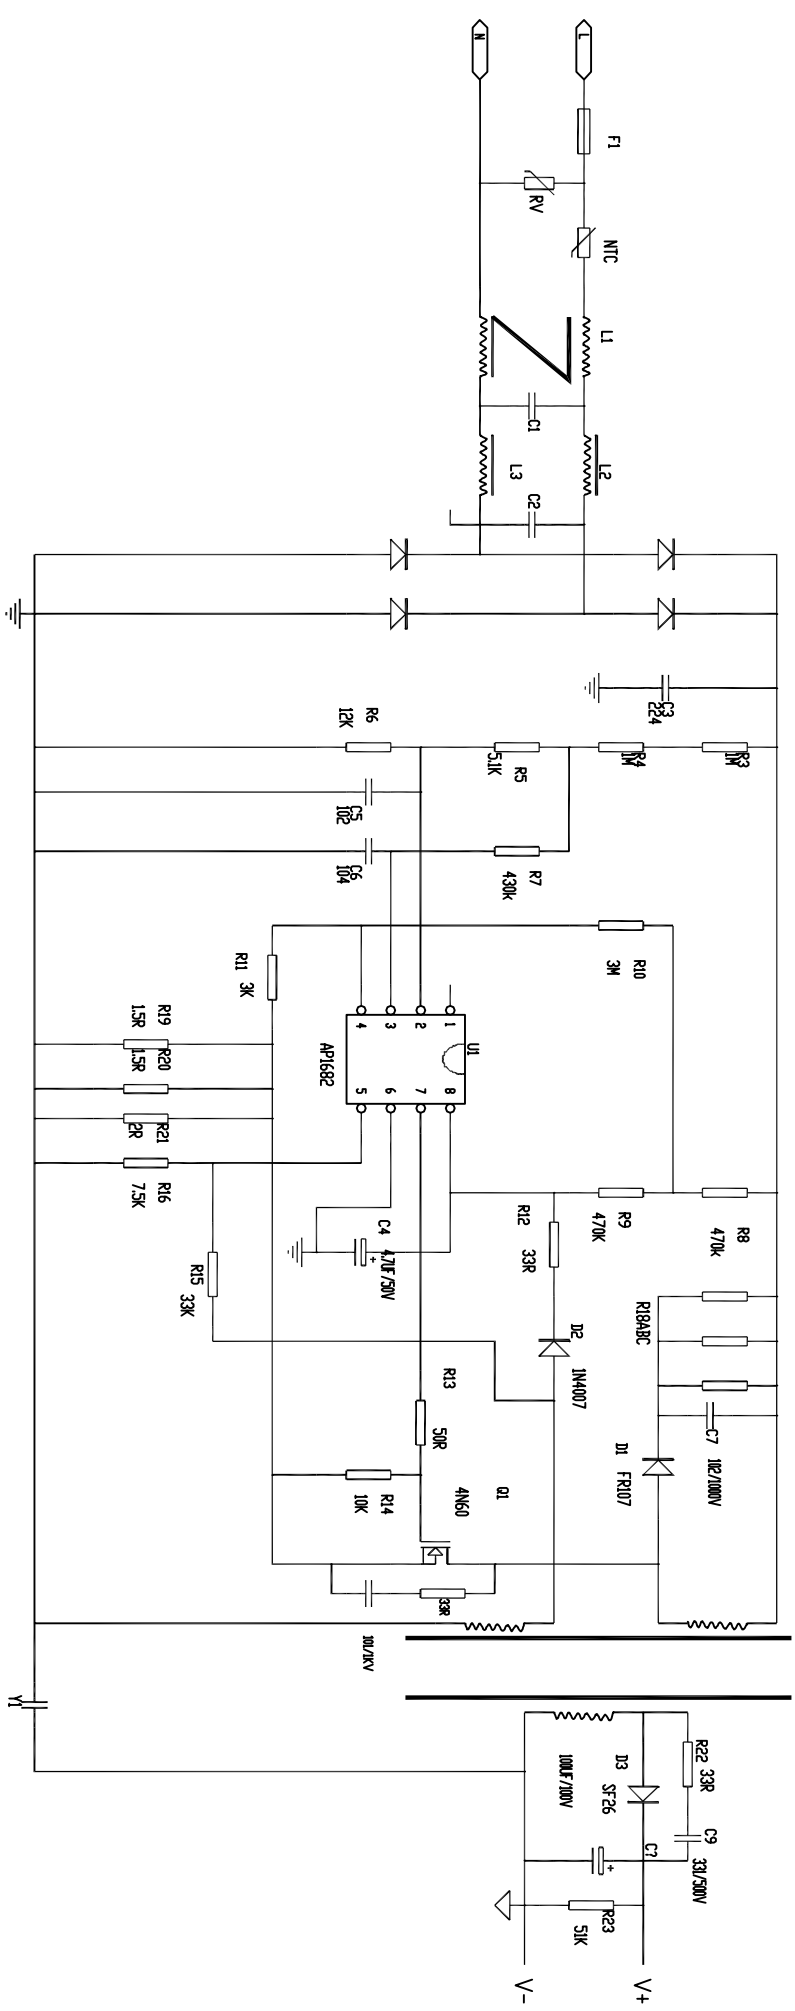 L
N
F1
RV
NTC
L1
C1
L2
L3
C2
C3
224
R3
1M
R4
1M
R5
5.1K
R6
12K
C5
102
C6
104
R7
430k
R10
3M
R11 3K
U1
AP1682
1
2
3
4
5
6
7
8
R19
1.5R
R20
1.5R
R21
2R
R16
7.5K
R15 33K
C4 4.7UF/50V
+
R12
33R
R9
470K
R8
470k
R18ABC
D2
1N4007
C7 102/1000V
D1 FR107
R13
50R
R14
10K
Q1
4N60
33R
101/1KV
Y1
R22 33R
C9
331/500V
D3
SF26
100UF/100V
C?
+
R23
51K
V+
V-